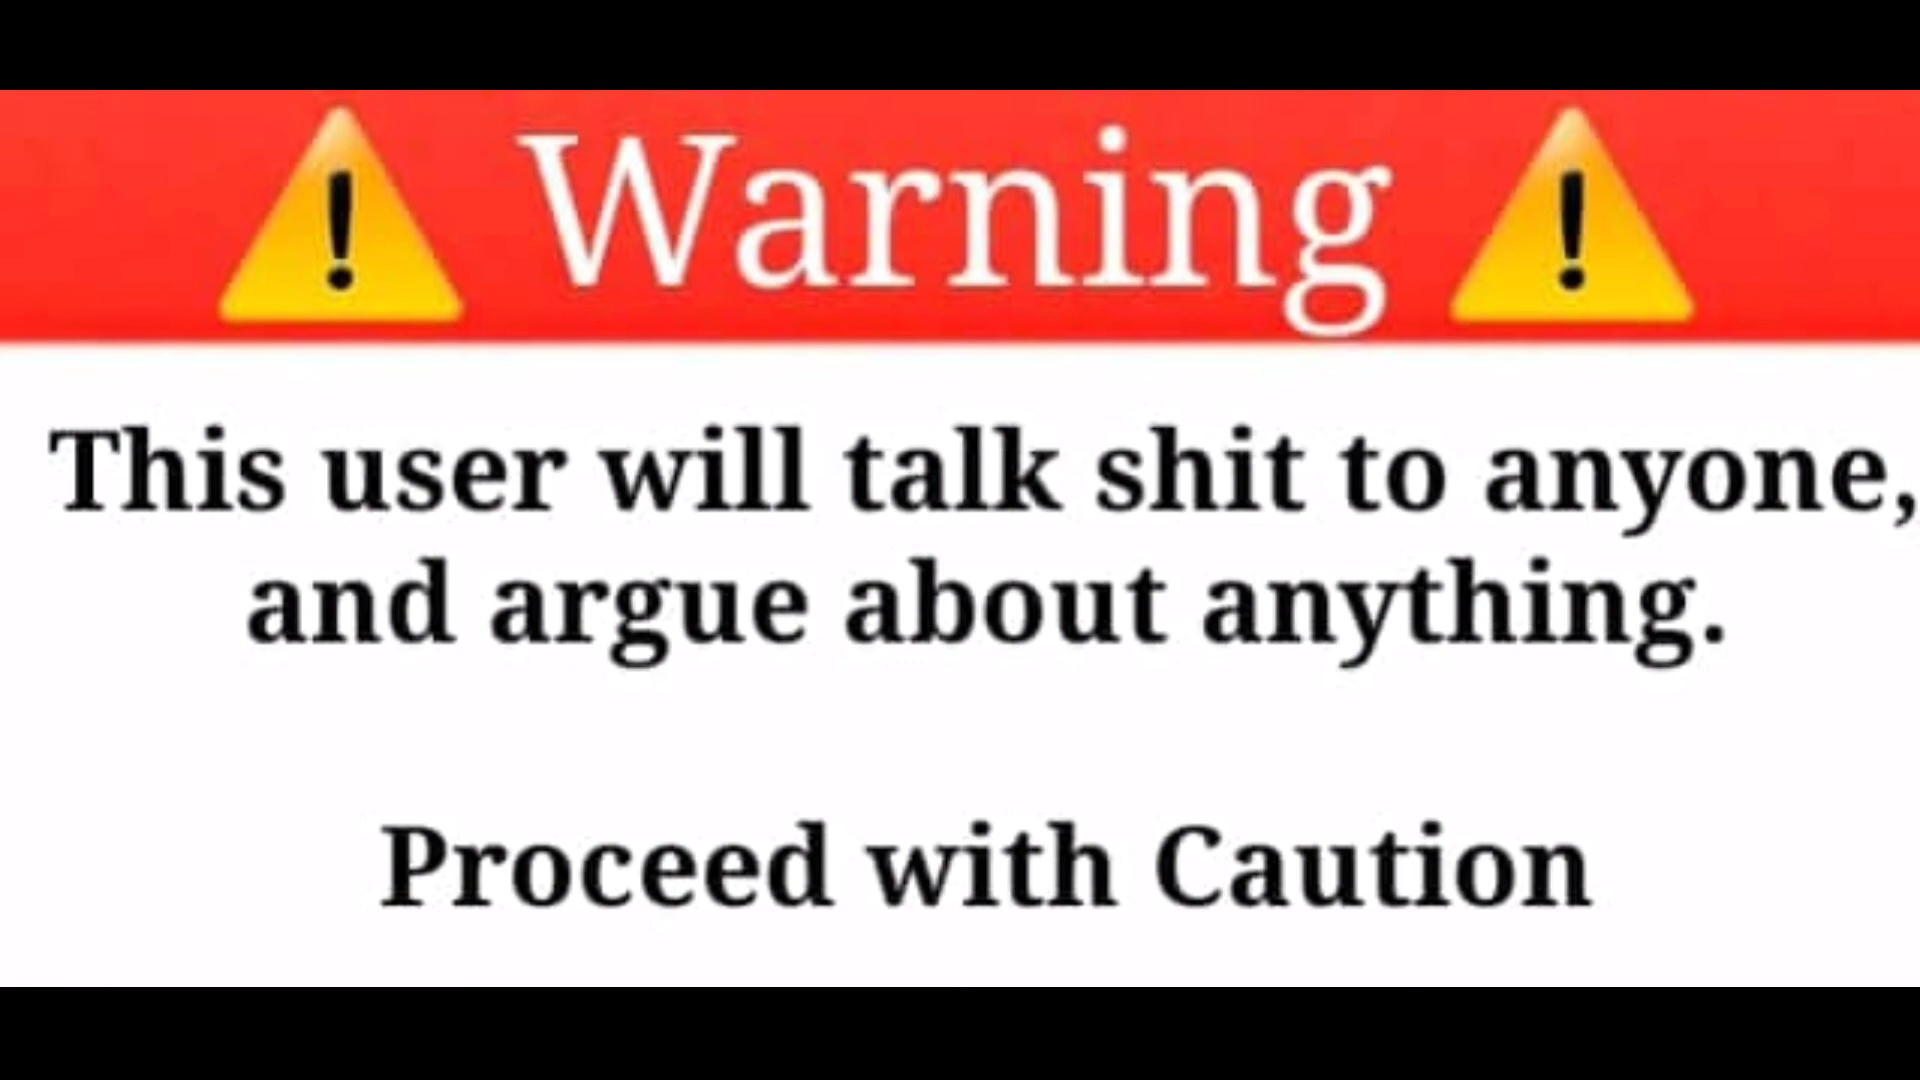 ⚠️ Warning ⚠️
This user will talk shit to anyone,
and argue about anything.
Proceed with Caution